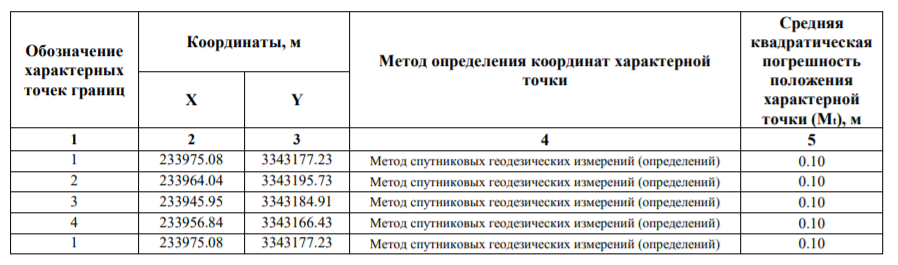 Обозначение
характерных
точек границ
Координаты, м
X Y
Метод определения координат характерной
точки
Средняя
квадратическая
погрешность
положения
характерной
точки (Mt), м
1 2 3 4 5
1 233975.08 3343177.23 Метод спутниковых геодезических измерений (определений) 0.10
2 233964.04 3343195.73 Метод спутниковых геодезических измерений (определений) 0.10
3 233945.95 3343184.91 Метод спутниковых геодезических измерений (определений) 0.10
4 233956.84 3343166.43 Метод спутниковых геодезических измерений (определений) 0.10
1 233975.08 3343177.23 Метод спутниковых геодезических измерений (определений) 0.10